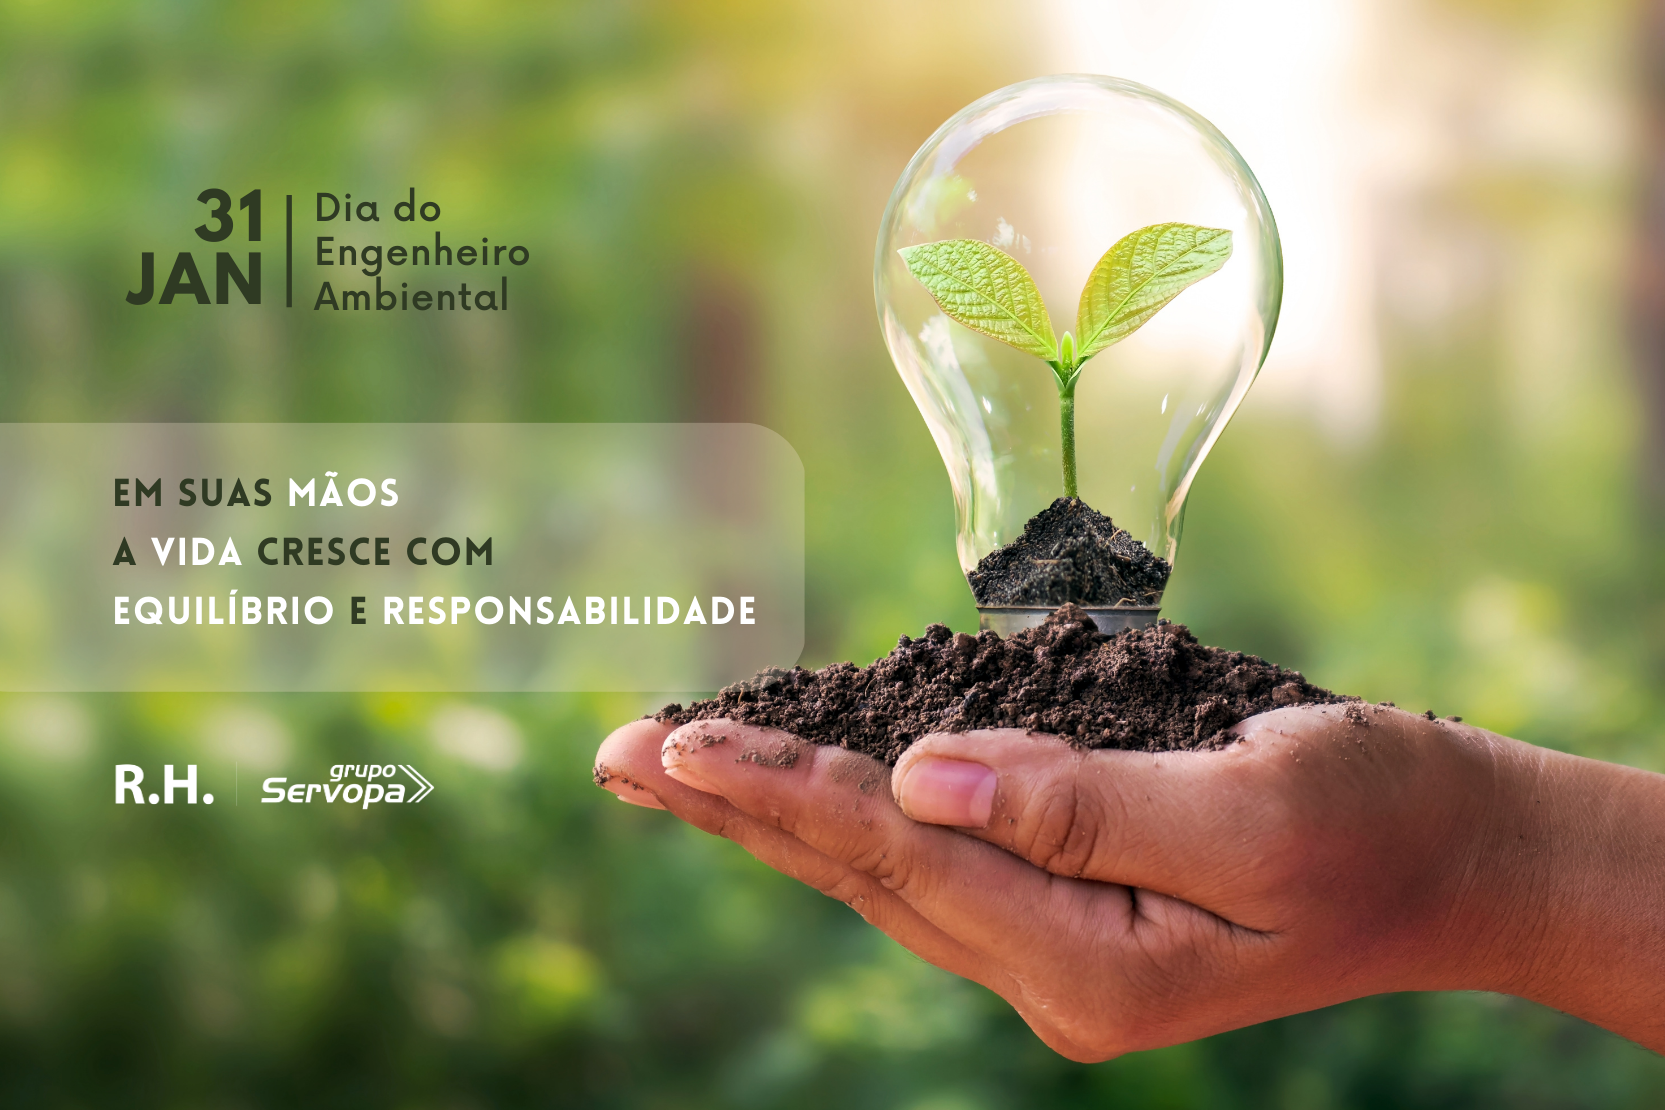 31
JAN
Dia do
Engenheiro
Ambiental
EM SUAS MÃOS
A VIDA CRESCE COM
EQUILÍBRIO E RESPONSABILIDADE
R.H.
grupo
Servopa